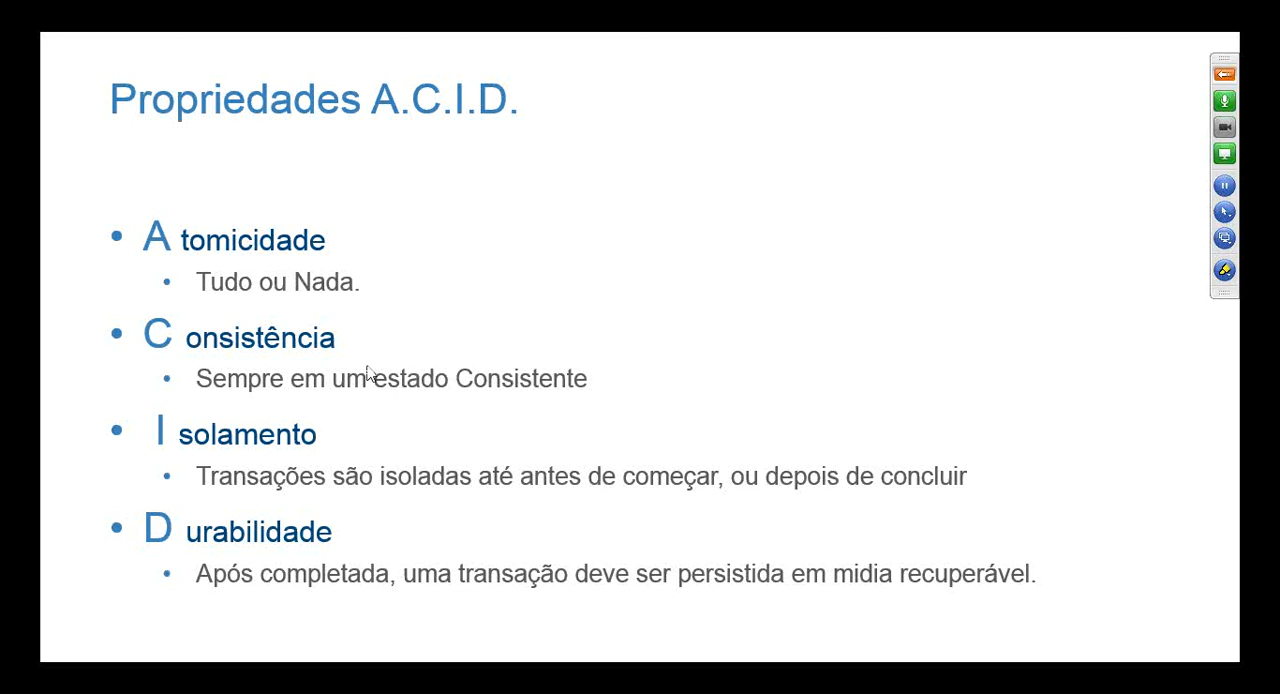 Propriedades A.C.I.D.
• A tomicidade
• Tudo ou Nada.
• C onsistência
• Sempre em um estado Consistente
• I solamento
• Transações são isoladas até antes de começar, ou depois de concluir
• D urabilidade
• Após completada, uma transação deve ser persistida em midia recuperável.